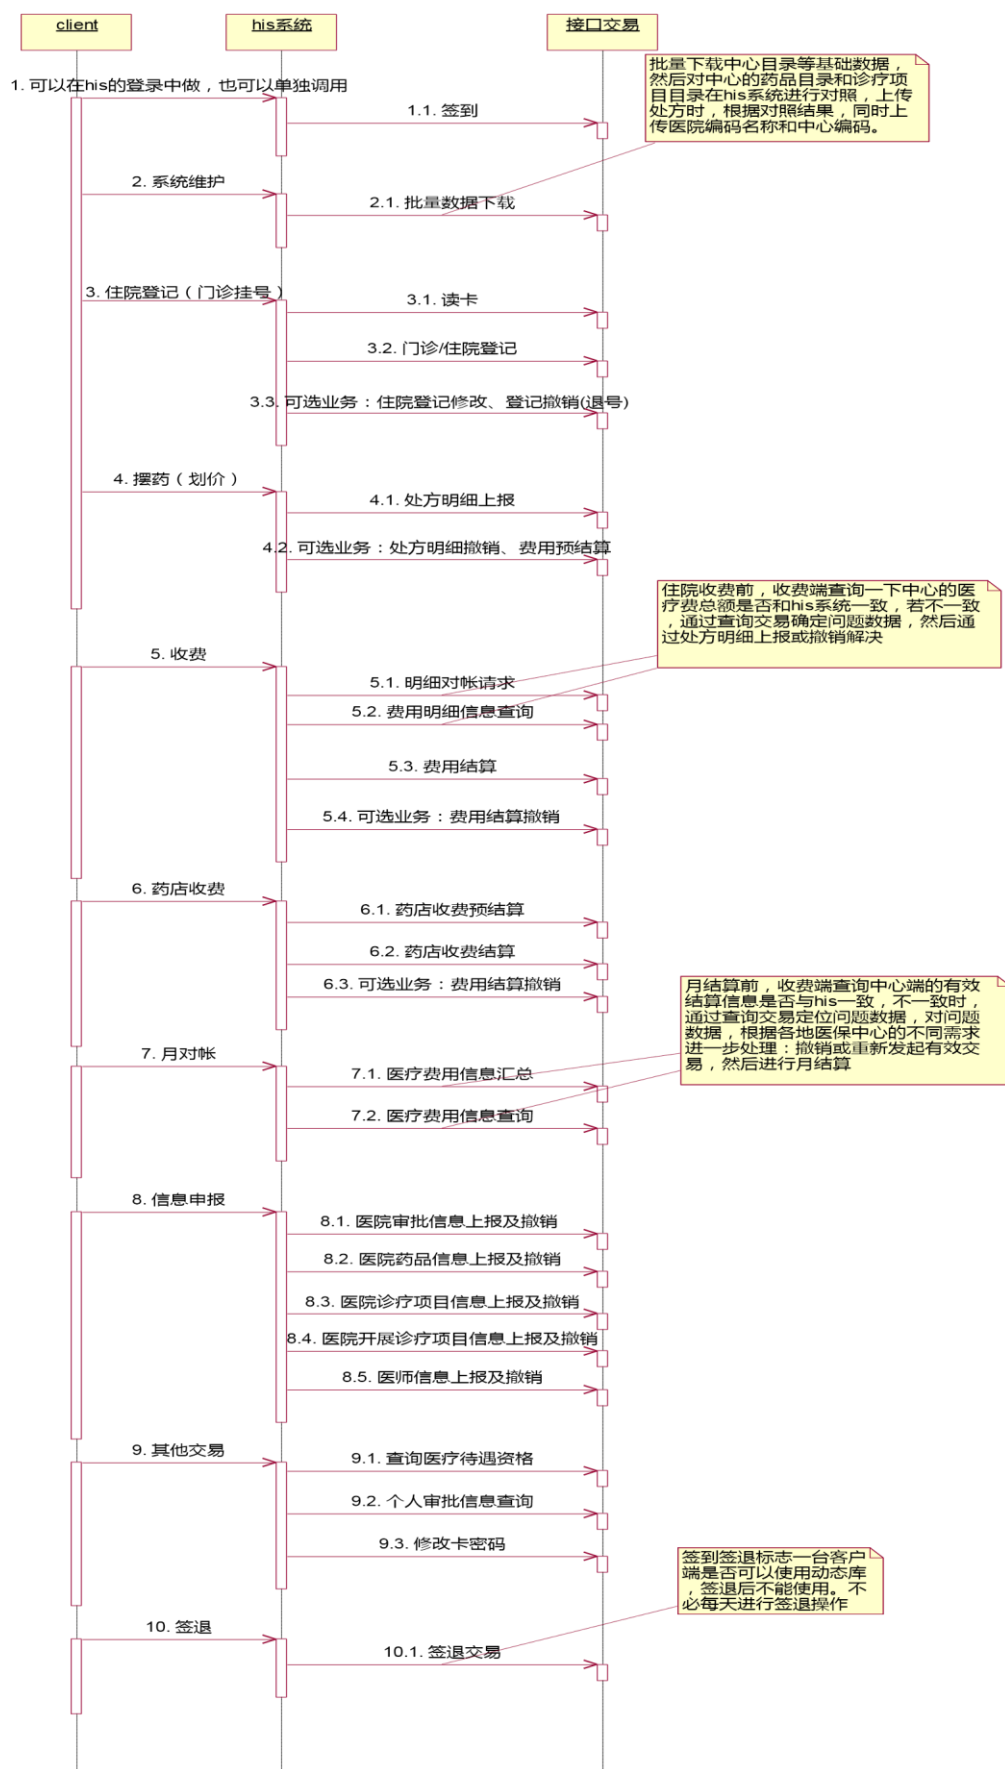 client
his系统
接口交易
批量下载中心目录等基础数据，
然后对中心的药品目录和诊疗项
目目录在his系统进行对照，上传
处方时，根据对照结果，同时上
传医院编码名称和中心编码。
1. 可以在his的登录中做，也可以单独调用
1.1. 签到
2. 系统维护
2.1. 批量数据下载
3. 住院登记（门诊挂号）
3.1. 读卡
3.2. 门诊/住院登记
3.3. 可选业务：住院登记修改、登记撤销(退号)
4. 摆药（划价）
4.1. 处方明细上报
4.2. 可选业务：处方明细撤销、费用预结算
住院收费前，收费端查询一下中心的医
疗费总额是否和his系统一致，若不一致
，通过查询交易确定问题数据，然后通
过处方明细上报或撤销解决
5. 收费
5.1. 明细对帐请求
5.2. 费用明细信息查询
5.3. 费用结算
5.4. 可选业务：费用结算撤销
6. 药店收费
6.1. 药店收费预结算
6.2. 药店收费结算
6.3. 可选业务：费用结算撤销
月结算前，收费端查询中心端的有效
结算信息是否与his一致，不一致时，
通过查询交易定位问题数据，对问题
数据，根据各地医保中心的不同需求
进一步处理：撤销或重新发起有效交
易，然后进行月结算
7. 月对帐
7.1. 医疗费用信息汇总
7.2. 医疗费用信息查询
8. 信息申报
8.1. 医院审批信息上报及撤销
8.2. 医院药品信息上报及撤销
8.3. 医院诊疗项目信息上报及撤销
8.4. 医院开展诊疗项目信息上报及撤销
8.5. 医师信息上报及撤销
9. 其他交易
9.1. 查询医疗待遇资格
9.2. 个人审批信息查询
9.3. 修改卡密码
签到签退标志一台客户
端是否可以使用动态库
，签退后不能使用。不
必每天进行签退操作
10. 签退
10.1. 签退交易